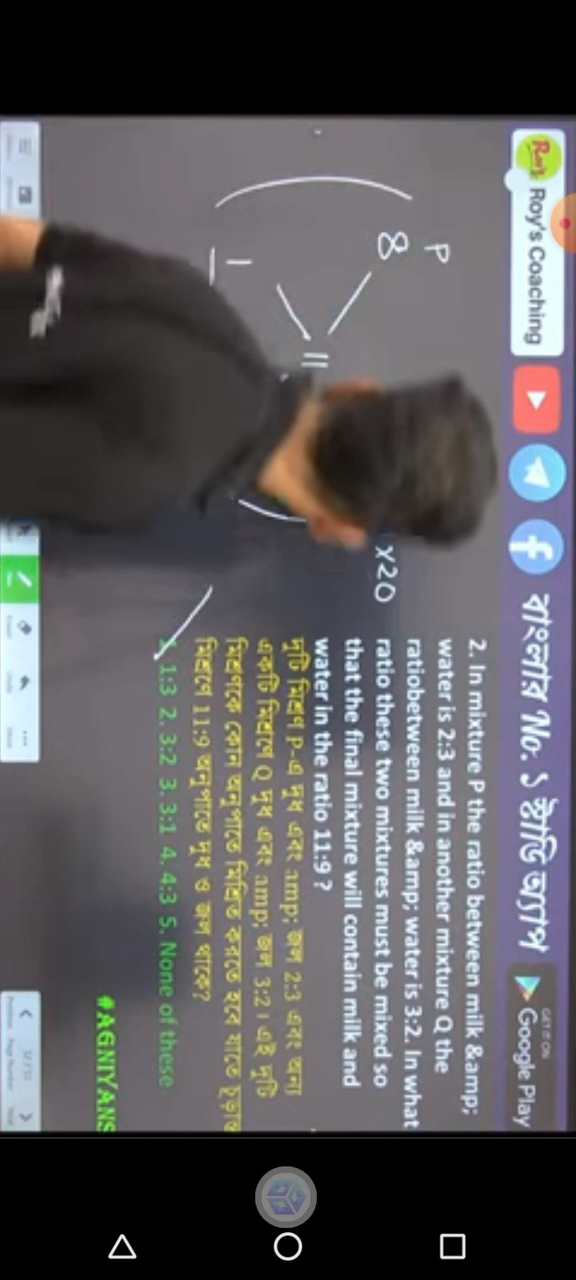 Roy's Roy's Coaching
বাংলার No. ১ স্টাডি অ্যাপ
GET IT ON
Google Play
P
8
11
1
x20
2. In mixture P the ratio between milk &amp;
water is 2:3 and in another mixture Q the
ratiobetween milk &amp; water is 3:2. In what
ratio these two mixtures must be mixed so
that the final mixture will contain milk and
water in the ratio 11:9 ?
দুটি মিশ্রণ P-এ দুধ এবং amp; জল 2:3 এবং অন্য
একটি মিশ্রণে Q দুধ এবং amp; জল 3:2। এই দুটি
মিশ্রণকে কোন অনুপাতে মিশ্রিত করতে হবে যাতে চূড়ান্ত
মিশ্রণে 11:9 অনুপাতে দুধ ও জল থাকে?
1. 1:3 2. 3:2 3. 3:1 4. 4:3 5. None of these
#AGNIYANS